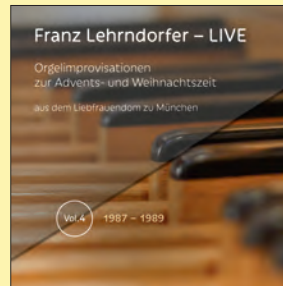 Franz Lehrndorfer – LIVE
Orgelimprovisationen
zur Advents- und Weihnachtszeit
aus dem Liebfrauendom zu München
Vol.4 1987 – 1989